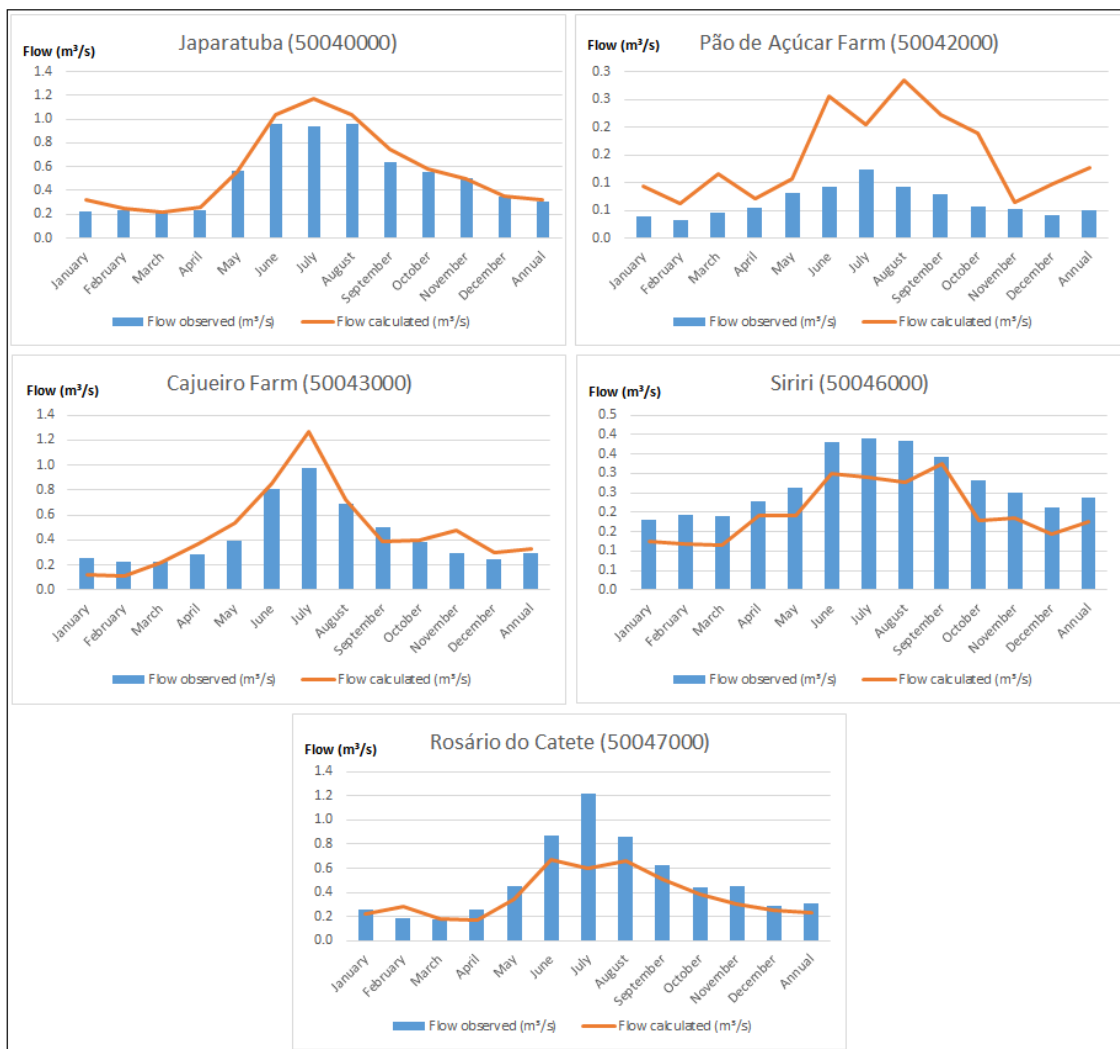 Japaratuba (50040000)
Flow (m³/s)
1.4
1.2
1.0
0.8
0.6
0.4
0.2
0.0
January
February
March
April
May
June
July
August
September
October
November
December
Annual
Flow observed (m³/s)
Flow calculated (m³/s)
Pão de Açúcar Farm (50042000)
Flow (m³/s)
0.3
0.3
0.2
0.2
0.1
0.1
0.0
January
February
March
April
May
June
July
August
September
October
November
December
Annual
Flow observed (m³/s)
Flow calculated (m³/s)
Cajueiro Farm (50043000)
Flow (m³/s)
1.4
1.2
1.0
0.8
0.6
0.4
0.2
0.0
January
February
March
April
May
June
July
August
September
October
November
December
Annual
Flow observed (m³/s)
Flow calculated (m³/s)
Siriri (50046000)
Flow (m³/s)
0.5
0.4
0.4
0.3
0.3
0.2
0.2
0.1
0.1
0.0
January
February
March
April
May
June
July
August
September
October
November
December
Annual
Flow observed (m³/s)
Flow calculated (m³/s)
Rosário do Catete (50047000)
Flow (m³/s)
1.4
1.2
1.0
0.8
0.6
0.4
0.2
0.0
January
February
March
April
May
June
July
August
September
October
November
December
Annual
Flow observed (m³/s)
Flow calculated (m³/s)